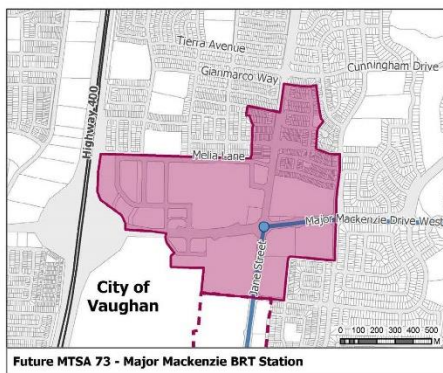 Tierra Avenue
Cunningham Drive
Gianmarco Way
Highway 400
Melia Lane
Major Mackenzie Drive West
Jane Street
City of
Vaughan
0 100 200 300 400 500
M
Future MTSA 73 - Major Mackenzie BRT Station